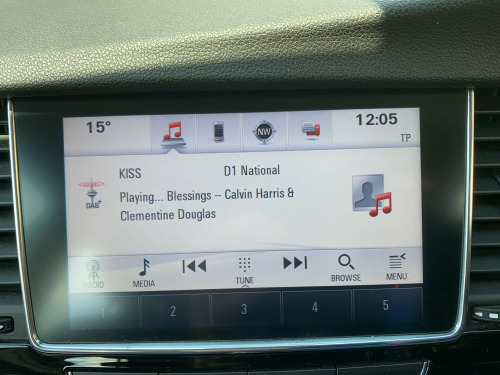 15° NW 12:05
TP
KISS D1 National
Playing... Blessings -- Calvin Harris &
Clementine Douglas
DAB+
RADIO MEDIA TUNE BROWSE MENU
1 2 3 4 5